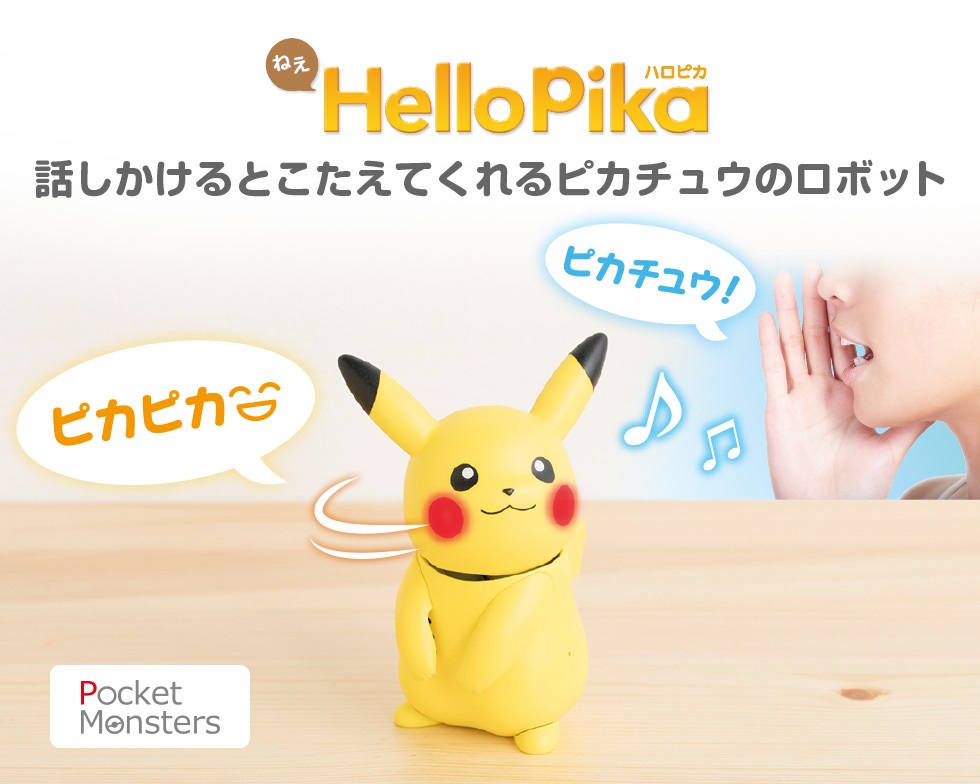 ねぇ
HelloPika
ハロピカ
話しかけるとこたえてくれるピカチュウのロボット
ピカチュウ!
ピカピカ
Pocket
Monsters